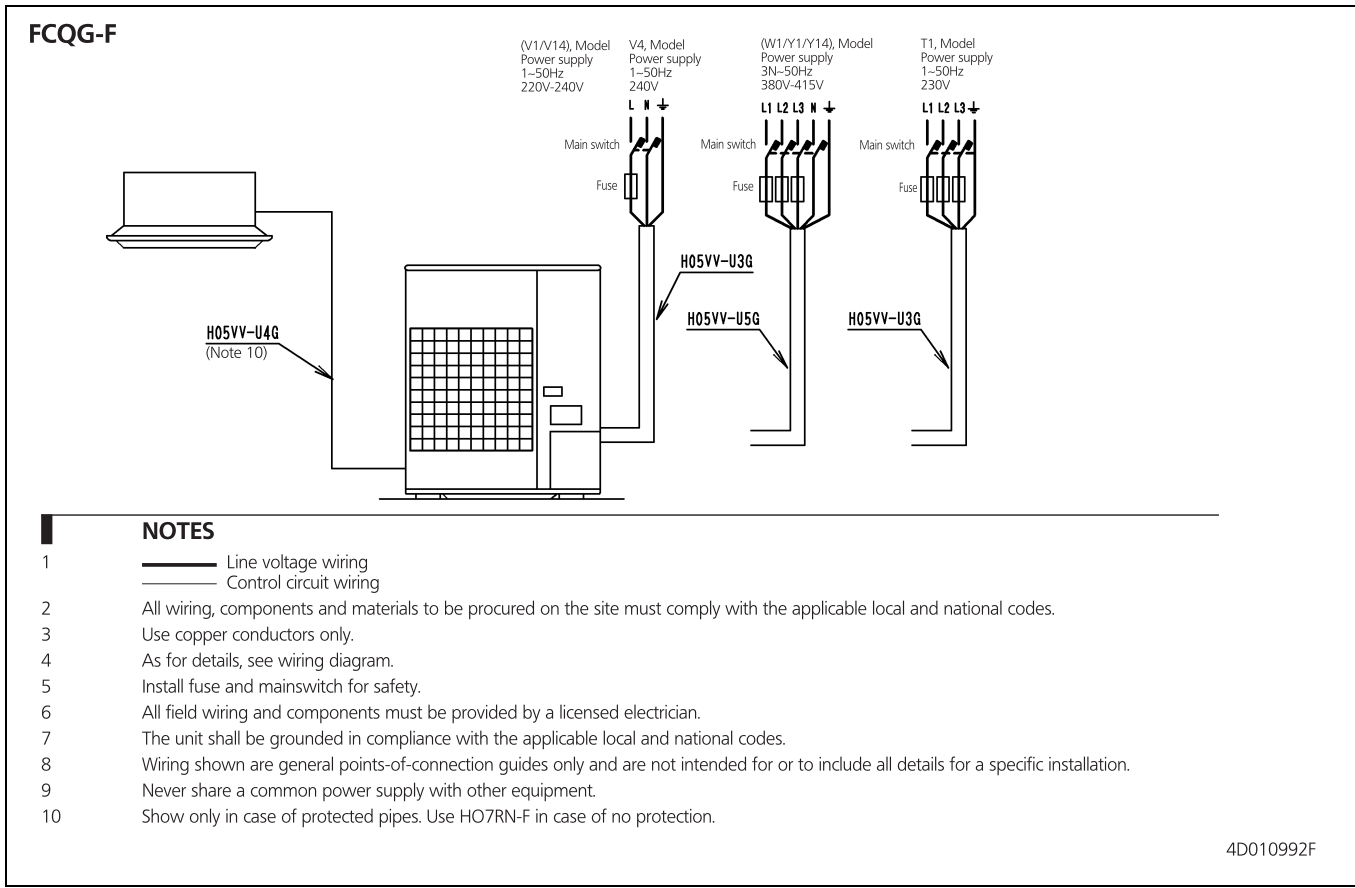 FCQG-F
(V1/V14), Model
Power supply
1~50Hz
220V-240V
V4, Model
Power supply
1~50Hz
240V
(W1/Y1/Y14), Model
Power supply
3N~50Hz
380V-415V
T1, Model
Power supply
1~50Hz
230V
L N
L1 L2 L3 N
L1 L2 L3
Main switch
Main switch
Main switch
Fuse
Fuse
Fuse
H05VV-U3G
H05VV-U5G
H05VV-U3G
H05VV-U4G
(Note 10)
NOTES
1 Line voltage wiring
Control circuit wiring
2 All wiring, components and materials to be procured on the site must comply with the applicable local and national codes.
3 Use copper conductors only.
4 As for details, see wiring diagram.
5 Install fuse and mainswitch for safety.
6 All field wiring and components must be provided by a licensed electrician.
7 The unit shall be grounded in compliance with the applicable local and national codes.
8 Wiring shown are general points-of-connection guides only and are not intended for or to include all details for a specific installation.
9 Never share a common power supply with other equipment.
10 Show only in case of protected pipes. Use HO7RN-F in case of no protection.
4D010992F